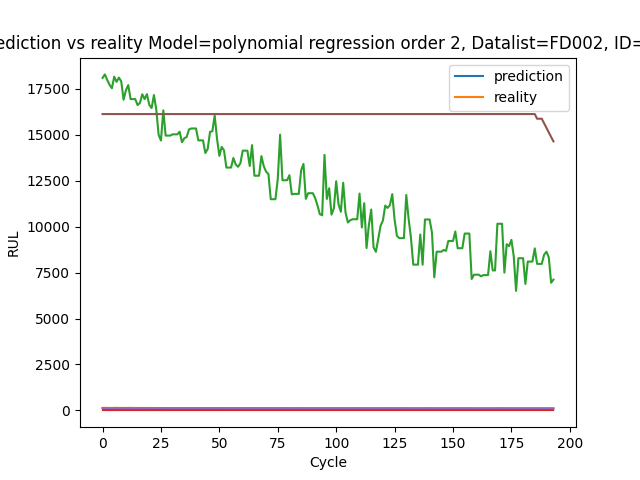 ediction vs reality Model=polynomial regression order 2, Datalist=FD002, ID=
prediction
reality
17500
15000
12500
10000
7500
5000
2500
0
RUL
0 25 50 75 100 125 150 175 200
Cycle